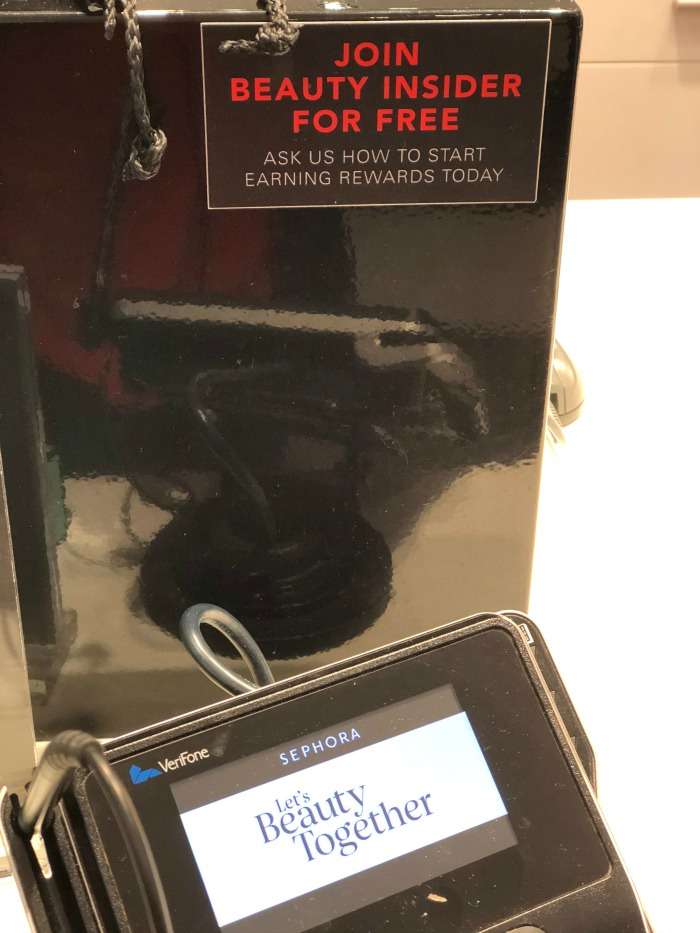 JOIN
BEAUTY INSIDER
FOR FREE
ASK US HOW TO START
EARNING REWARDS TODAY
VeriFone
SEPHORA
Let's
Beauty
Together